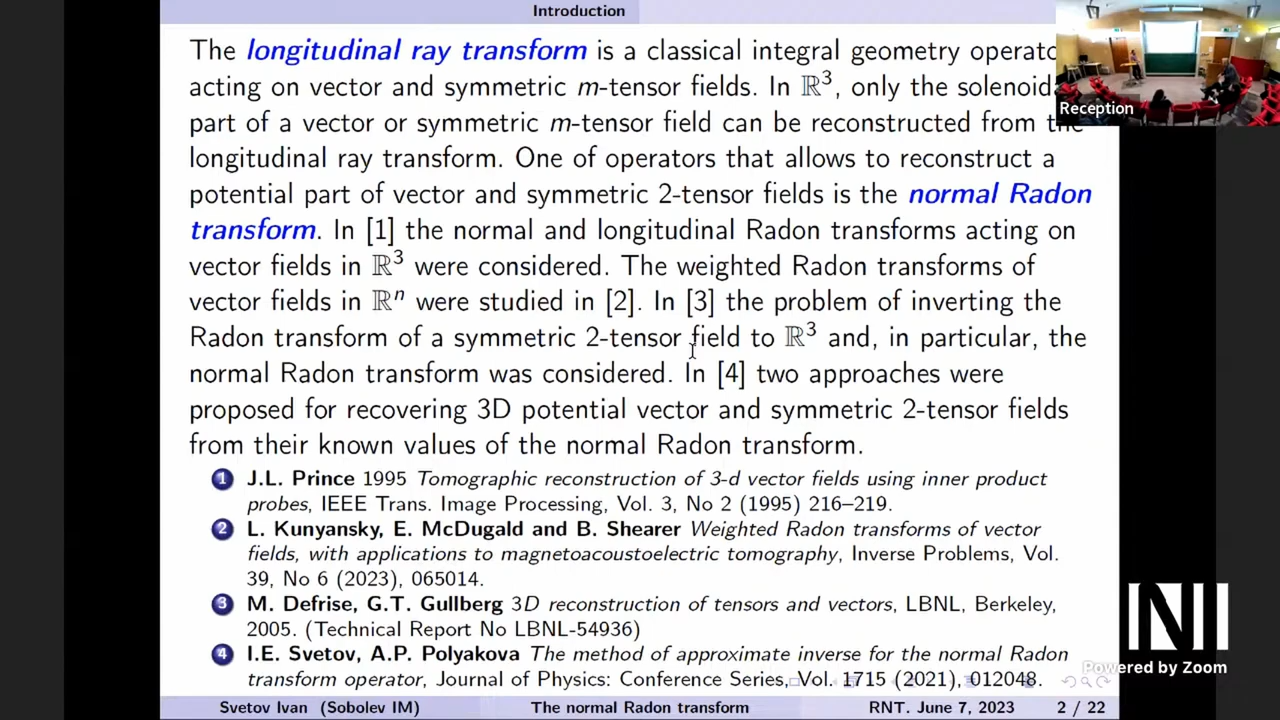 Introduction
The longitudinal ray transform is a classical integral geometry operato
acting on vector and symmetric m-tensor fields. In ℝ³, only the solenoid
part of a vector or symmetric m-tensor field can be reconstructed from the
longitudinal ray transform. One of operators that allows to reconstruct a
potential part of vector and symmetric 2-tensor fields is the normal Radon
transform. In [1] the normal and longitudinal Radon transforms acting on
vector fields in ℝ³ were considered. The weighted Radon transforms of
vector fields in ℝⁿ were studied in [2]. In [3] the problem of inverting the
Radon transform of a symmetric 2-tensor field to ℝ³ and, in particular, the
normal Radon transform was considered. In [4] two approaches were
proposed for recovering 3D potential vector and symmetric 2-tensor fields
from their known values of the normal Radon transform.
1 J.L. Prince 1995 Tomographic reconstruction of 3-d vector fields using inner product
probes, IEEE Trans. Image Processing, Vol. 3, No 2 (1995) 216–219.
2 L. Kunyansky, E. McDugald and B. Shearer Weighted Radon transforms of vector
fields, with applications to magnetoacoustoelectric tomography, Inverse Problems, Vol.
39, No 6 (2023), 065014.
3 M. Defrise, G.T. Gullberg 3D reconstruction of tensors and vectors, LBNL, Berkeley,
2005. (Technical Report No LBNL-54936)
4 I.E. Svetov, A.P. Polyakova The method of approximate inverse for the normal Radon
transform operator, Journal of Physics: Conference Series, Vol. 1715 (2021), 012048.
Svetov Ivan (Sobolev IM) The normal Radon transform RNT. June 7, 2023 2 / 22
Reception
Powered by Zoom